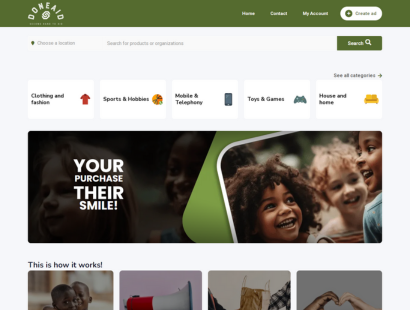 DONEAID
Home
Contact
My Account
Create ad
Choose a location
Search for products or organizations
Search
See all categories
Clothing and
fashion
Sports & Hobbies
Mobile &
Telephony
Toys & Games
House and
home
YOUR
PURCHASE
THEIR
SMILE!
This is how it works!